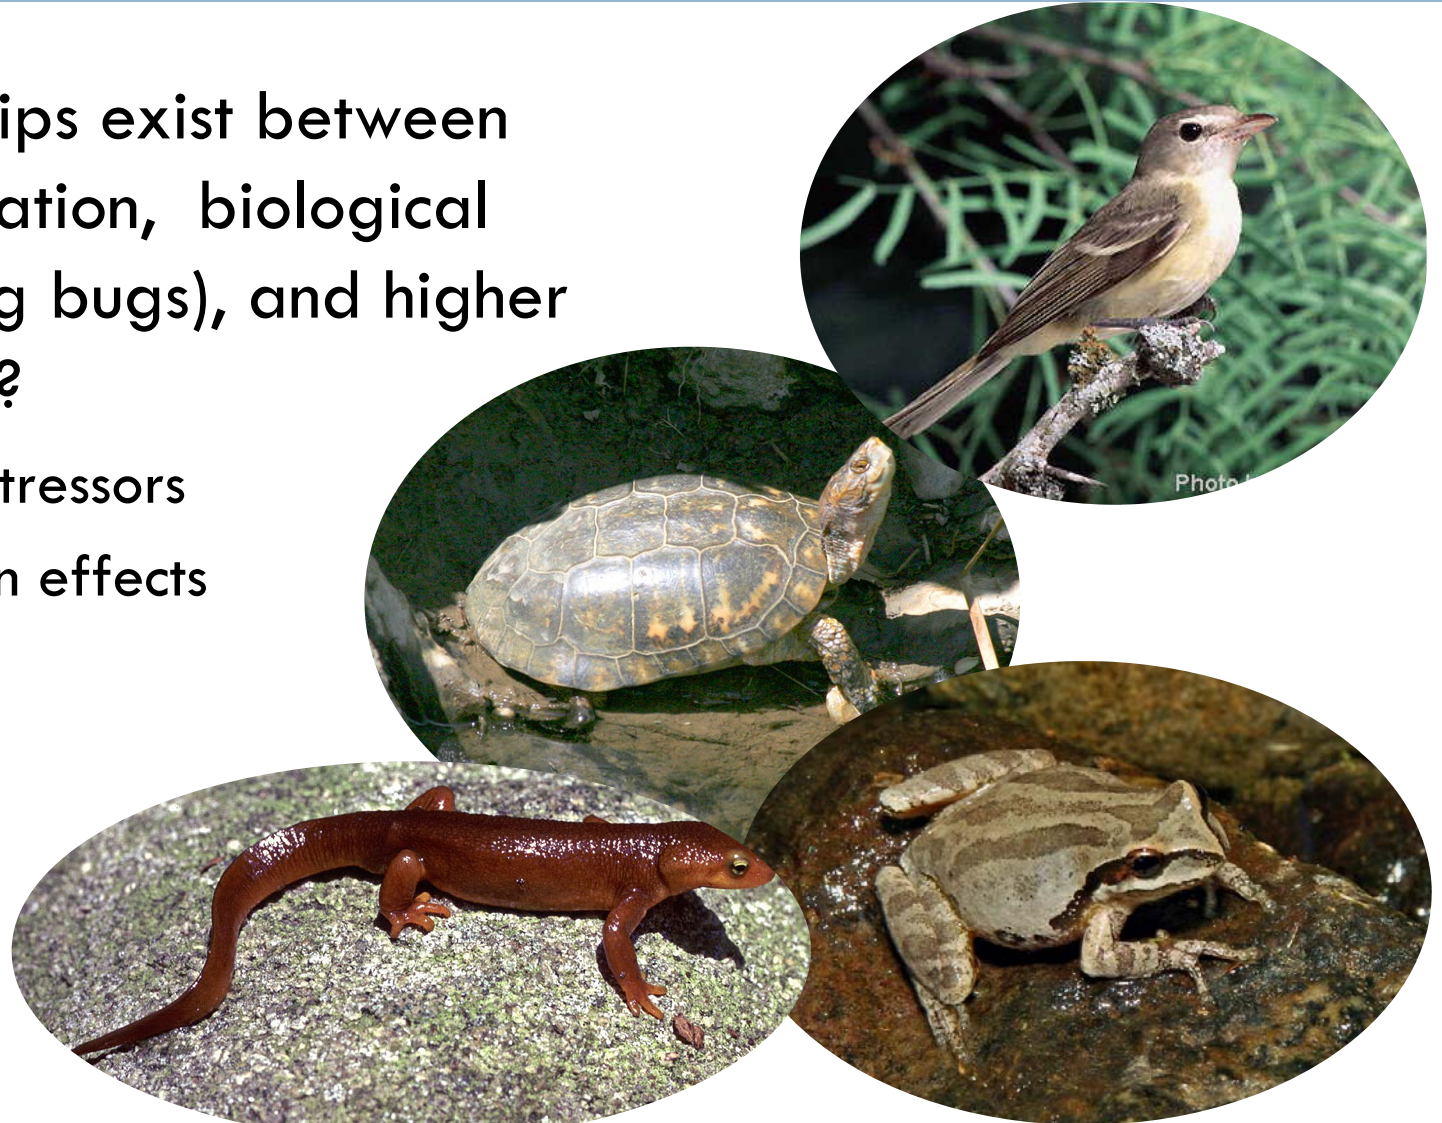 ips exist between
ation, biological
g bugs), and higher
?
tressors
n effects
Photo